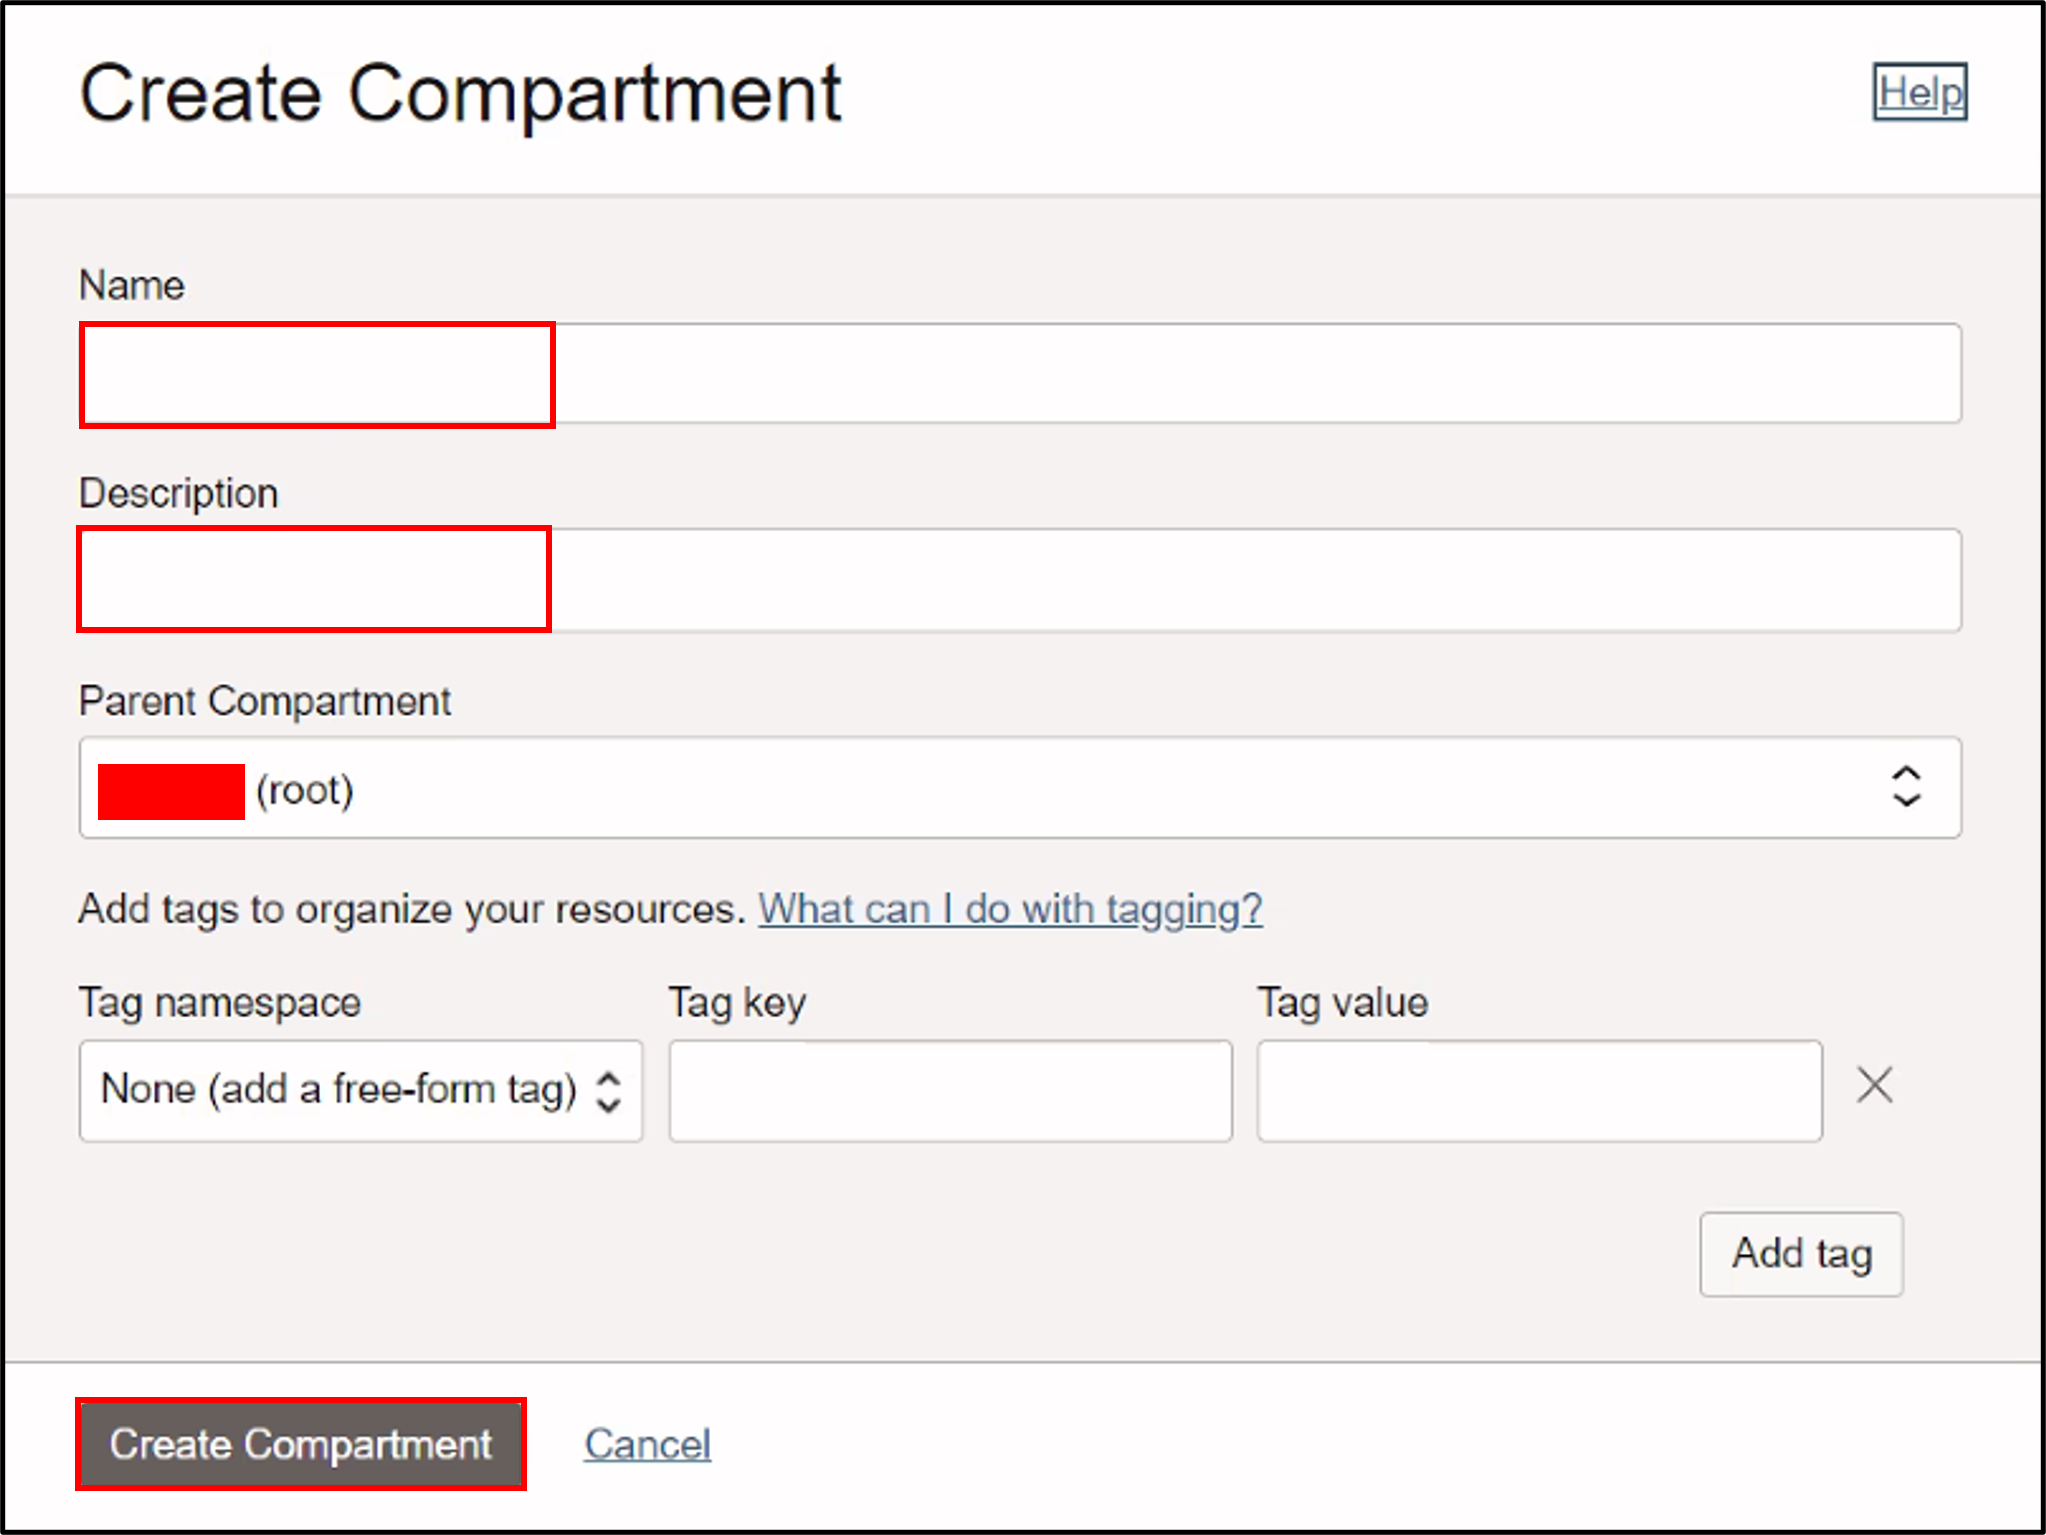 Create Compartment
Help
Name
Description
Parent Compartment
(root)
Add tags to organize your resources. What can I do with tagging?
Tag namespace Tag key Tag value
None (add a free-form tag)
Add tag
Create Compartment Cancel